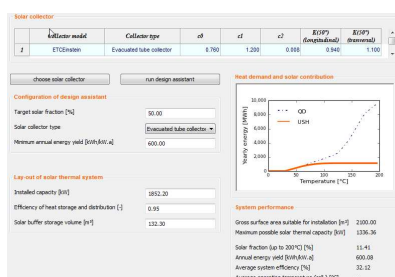 Solar collector
Collector model Collector type c0 c1 c2 K(50°) (longitudinal) K(50°) (transversal)
1 ETCEinstein Evacuated tube collector 0.760 1.200 0.008 0.940 1.100
choose solar collector
run design assistant
Configuration of design assistant
Target solar fraction [%] 50.00
Solar collector type Evacuated tube collector
Minimum annual energy yield [kWh/kW.a] 600.00
Lay-out of solar thermal system
Installed capacity [kW] 1852.20
Efficiency of heat storage and distribution [-] 0.95
Solar buffer storage volume [m³] 132.30
Heat demand and solar contribution
Yearly energy [MWh]
10,000
8,000
6,000
4,000
2,000
0
QD
USH
0 50 100 150 200
Temperature [°C]
System performance
Gross surface area suitable for installation [m²] 2100.00
Maximum possible solar thermal capacity [kW] 1336.36
Solar fraction (up to 200°C) [%] 11.41
Annual energy yield [kWh/kW.a] 600.08
Average system efficiency [%] 32.12